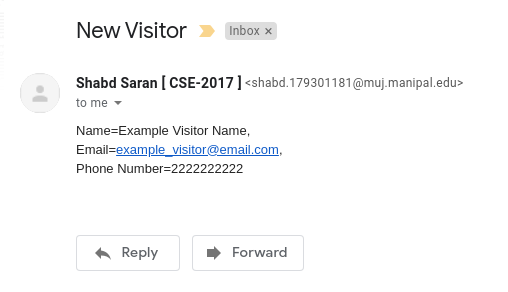 New Visitor
Inbox ×
Shabd Saran [ CSE-2017 ] <shabd.179301181@muj.manipal.edu>
to me
Name=Example Visitor Name,
Email=example_visitor@email.com,
Phone Number=2222222222
Reply
Forward